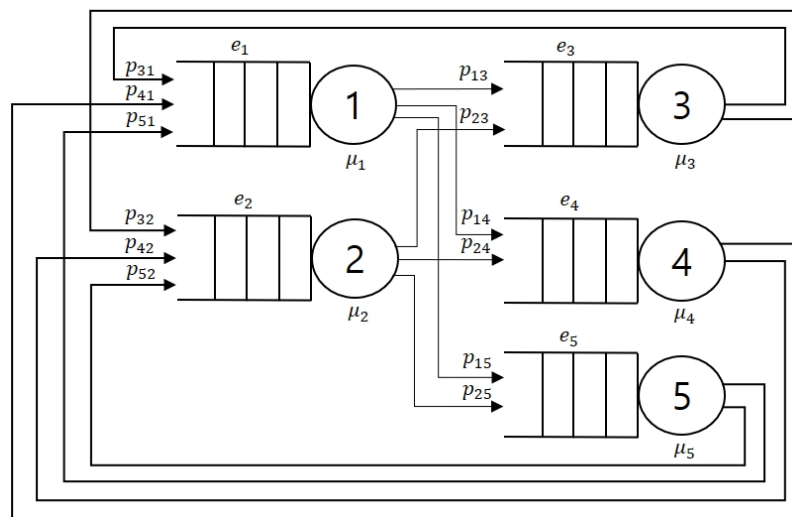 e₁ e₃
p₃₁ p₁₃
p₄₁ 1 3
p₅₁ p₂₃
μ₁ μ₃
e₂ e₄
p₃₂ p₁₄
p₄₂ 2 p₂₄ 4
p₅₂
μ₂ μ₄
e₅
p₁₅
p₂₅ 5
μ₅